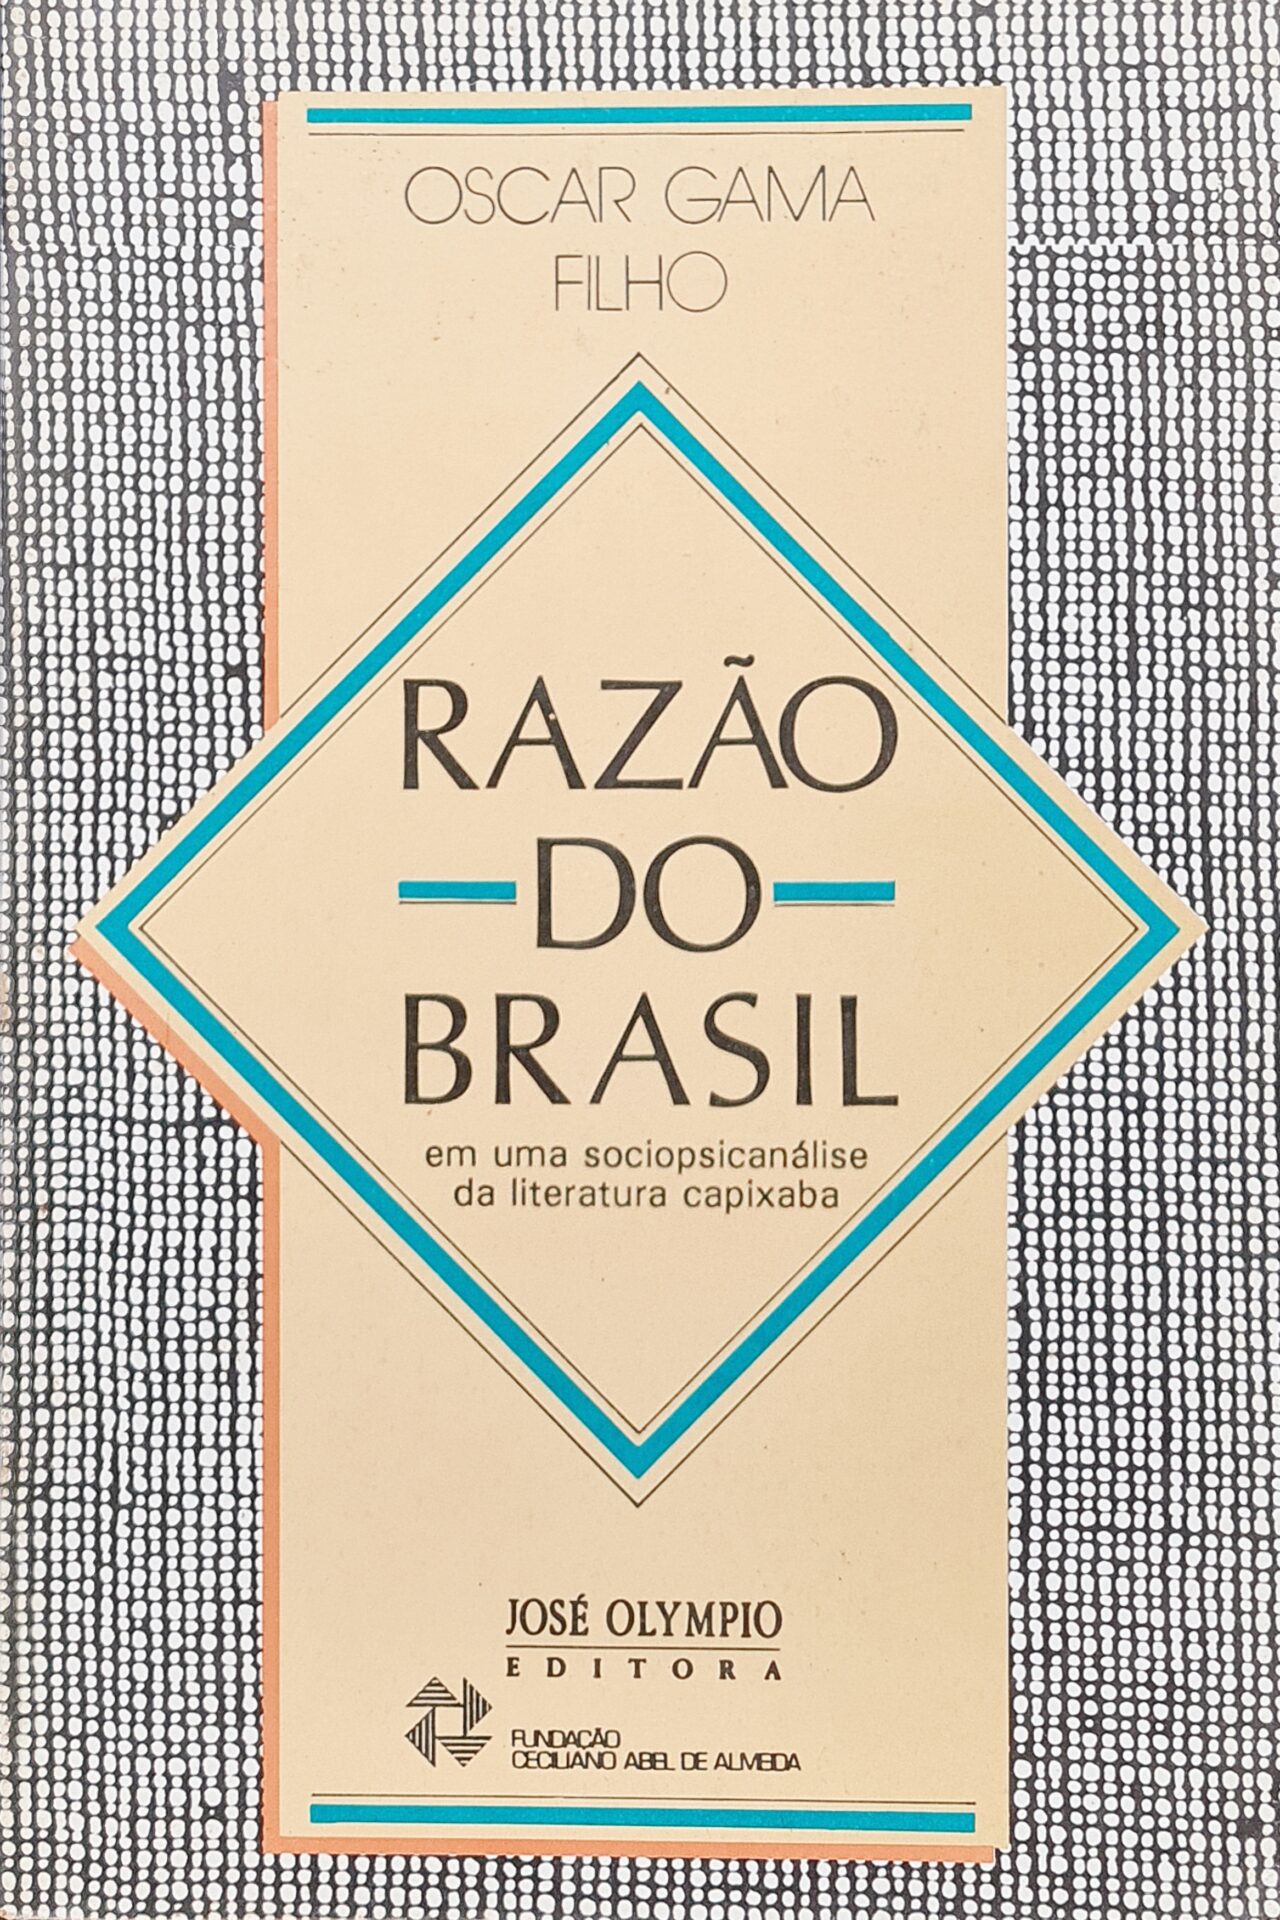 OSCAR GAMA
FILHO
RAZÃO
DO
BRASIL
em uma sociopsicanálise
da literatura capixaba
JOSÉ OLYMPIO
EDITORA
FUNDAÇÃO
CECILIANO ABEL DE ALMEIDA